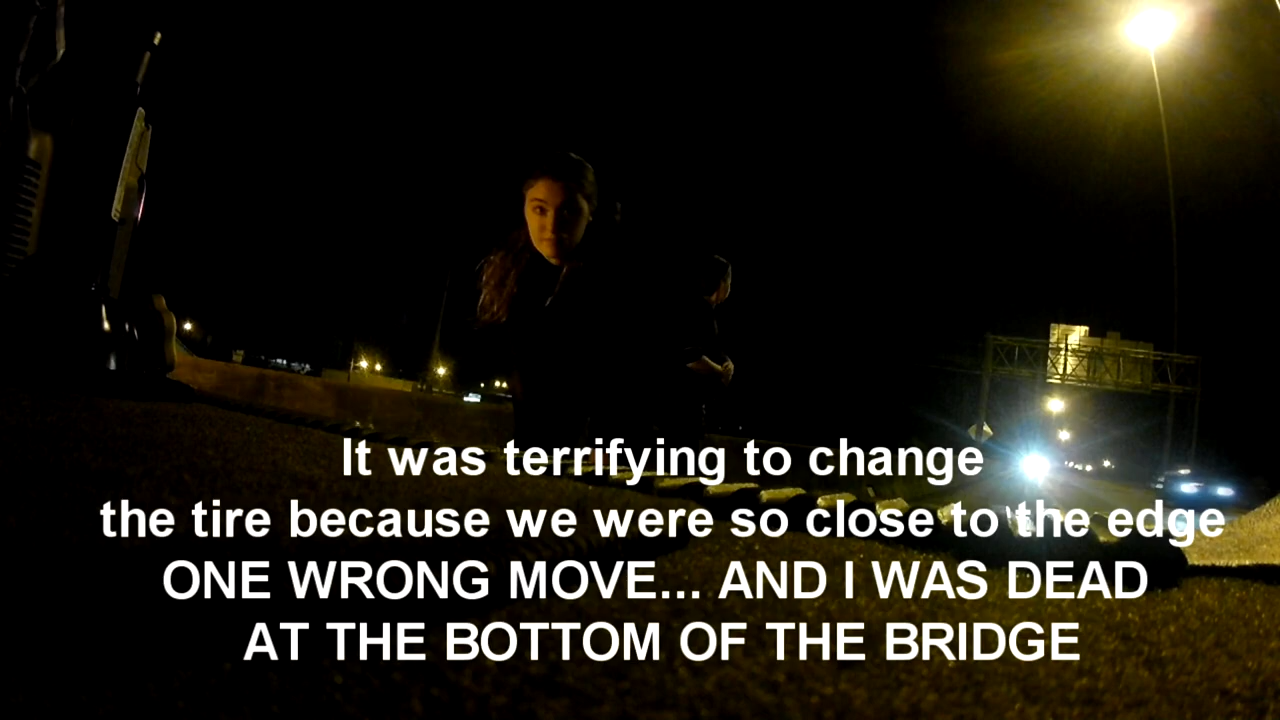 It was terrifying to change
the tire because we were so close to the edge
ONE WRONG MOVE... AND I WAS DEAD
AT THE BOTTOM OF THE BRIDGE